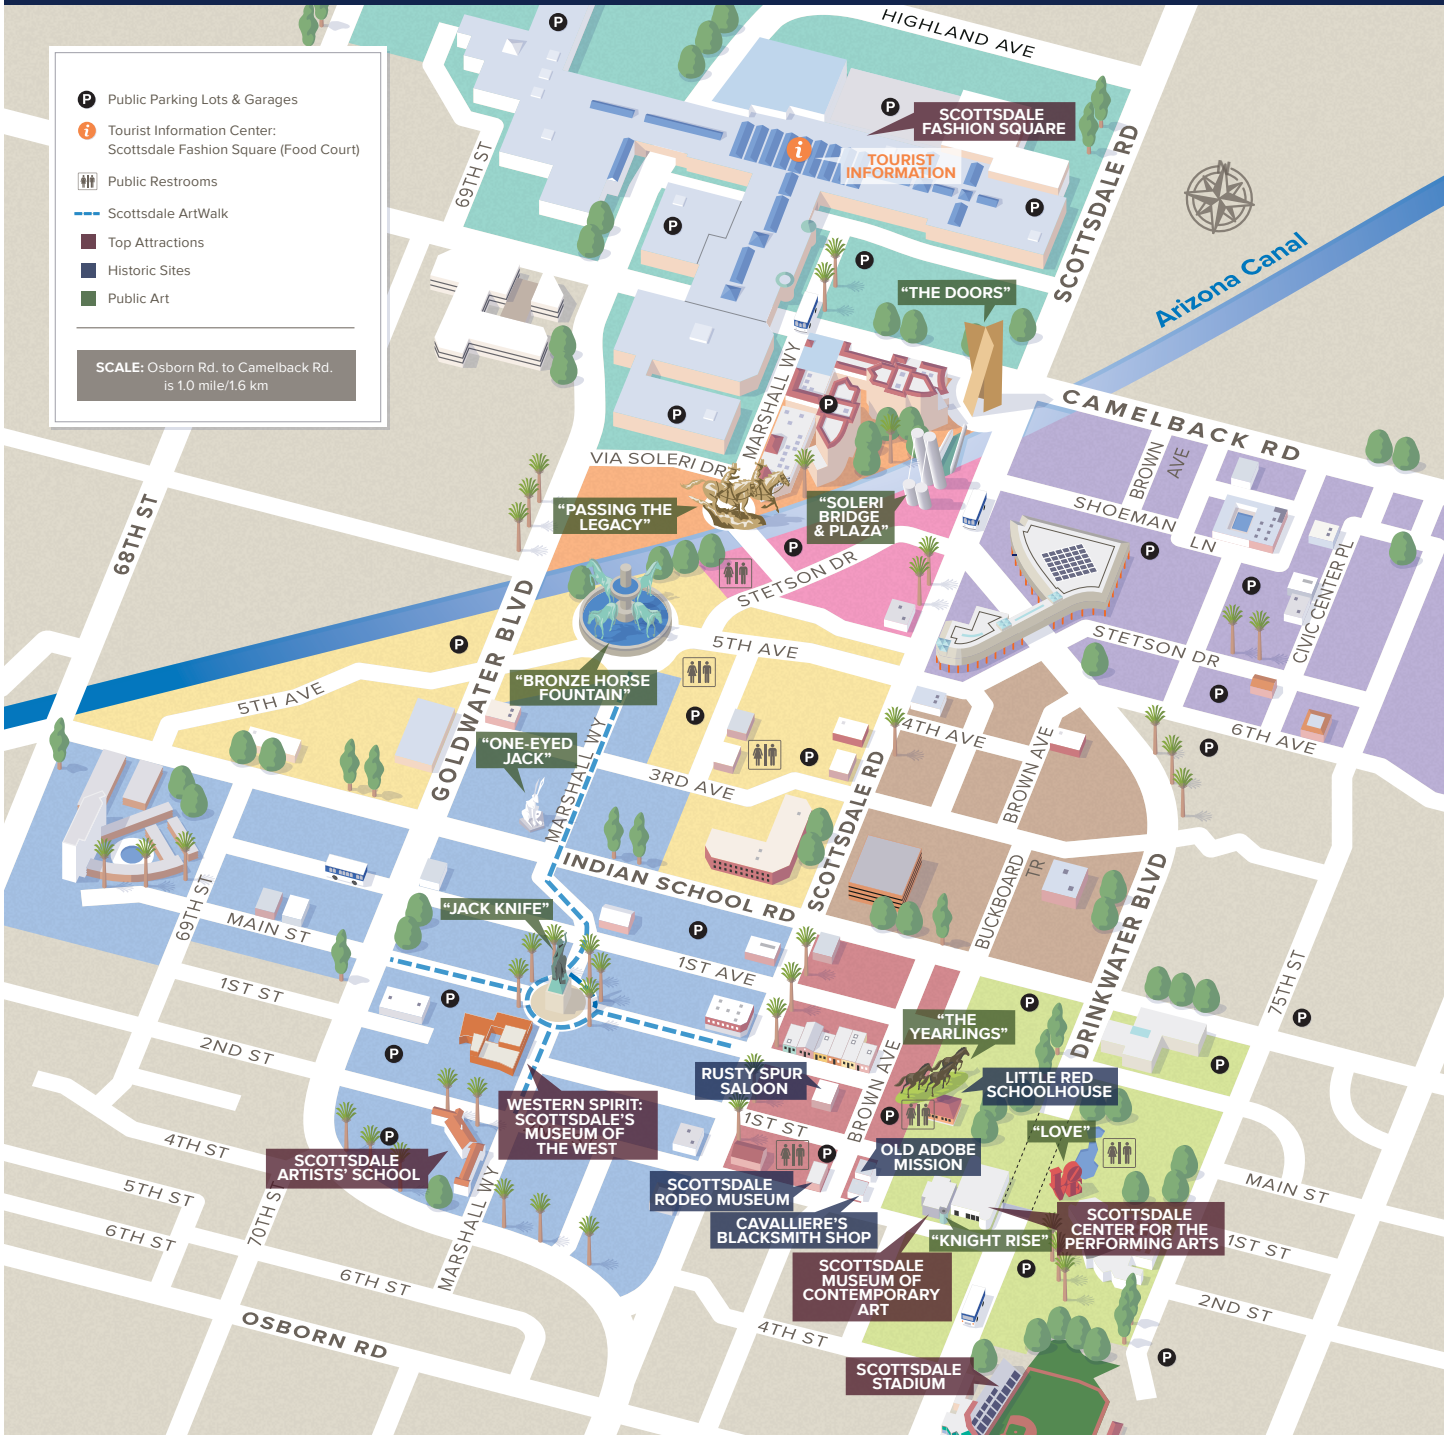 P
HIGHLAND AVE
P Public Parking Lots & Garages
i Tourist Information Center:
Scottsdale Fashion Square (Food Court)
Public Restrooms
Scottsdale ArtWalk
Top Attractions
Historic Sites
Public Art
SCALE: Osborn Rd. to Camelback Rd.
is 1.0 mile/1.6 km
P
SCOTTSDALE
FASHION SQUARE
i
TOURIST
INFORMATION
69TH ST
SCOTTSDALE RD
P
P
P
Arizona Canal
"THE DOORS"
MARSHALL WY
P
P
CAMELBACK RD
VIA SOLERI DR
BROWN
AVE
"PASSING THE
LEGACY"
"SOLERI
BRIDGE
& PLAZA"
SHOEMAN
LN
68TH ST
P
P
P
STETSON DR
CIVIC CENTER PL
GOLDWATER BLVD
P
5TH AVE
STETSON DR
"BRONZE HORSE
FOUNTAIN"
5TH AVE
P
P
4TH AVE
6TH AVE
P
"ONE-EYED
JACK"
MARSHALL WY
3RD AVE
P
BROWN AVE
SCOTTSDALE RD
INDIAN SCHOOL RD
BUCKBOARD
TR
DRINKWATER BLVD
69TH ST
MAIN ST
"JACK KNIFE"
P
1ST AVE
75TH ST
1ST ST
P
P
P
2ND ST
P
"THE
YEARLINGS"
P
RUSTY SPUR
SALOON
BROWN AVE
LITTLE RED
SCHOOLHOUSE
WESTERN SPIRIT:
SCOTTSDALE'S
MUSEUM OF
THE WEST
1ST ST
P
"LOVE"
4TH ST
P
SCOTTSDALE
ARTISTS' SCHOOL
P
OLD ADOBE
MISSION
5TH ST
70TH ST
MARSHALL WY
SCOTTSDALE
RODEO MUSEUM
MAIN ST
6TH ST
CAVALLIERE'S
BLACKSMITH SHOP
"KNIGHT RISE"
SCOTTSDALE
CENTER FOR THE
PERFORMING ARTS
1ST ST
SCOTTSDALE
MUSEUM OF
CONTEMPORARY
ART
P
6TH ST
2ND ST
OSBORN RD
4TH ST
P
SCOTTSDALE
STADIUM